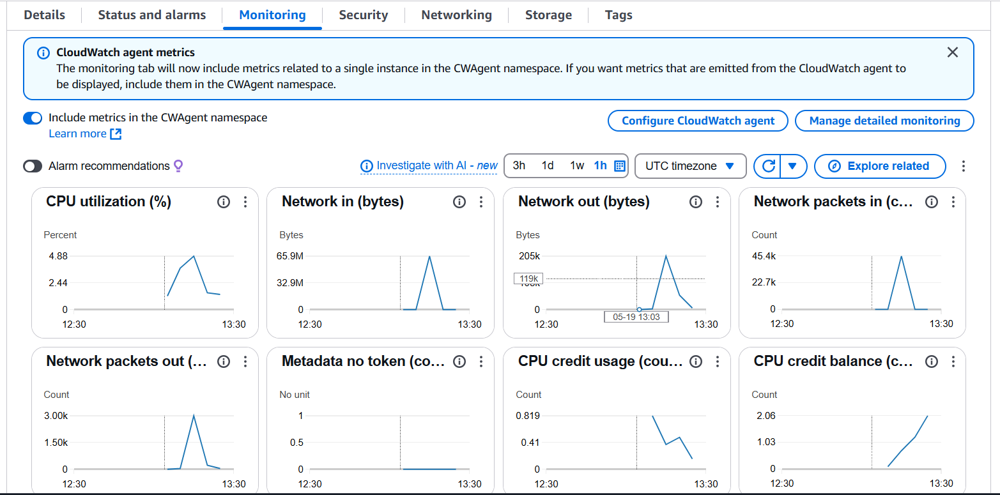 Details Status and alarms Monitoring Security Networking Storage Tags
CloudWatch agent metrics
The monitoring tab will now include metrics related to a single instance in the CWAgent namespace. If you want metrics that are emitted from the CloudWatch agent to
be displayed, include them in the CWAgent namespace.
Include metrics in the CWAgent namespace
Learn more
Configure CloudWatch agent Manage detailed monitoring
Alarm recommendations
Investigate with AI - new 3h 1d 1w 1h UTC timezone Explore related
CPU utilization (%)
Percent
4.88
2.44
0
12:30 13:30
Network in (bytes)
Bytes
65.9M
32.9M
0
12:30 13:30
Network out (bytes)
Bytes
205k
119k
0
05-19 13:03
12:30 13:30
Network packets in (c...
Count
45.4k
22.7k
0
12:30 13:30
Network packets out (...
Count
3.00k
1.50k
0
12:30 13:30
Metadata no token (co...
No unit
1
0.5
0
12:30 13:30
CPU credit usage (cou...
Count
0.819
0.41
0
12:30 13:30
CPU credit balance (c...
Count
2.06
1.03
0
12:30 13:30